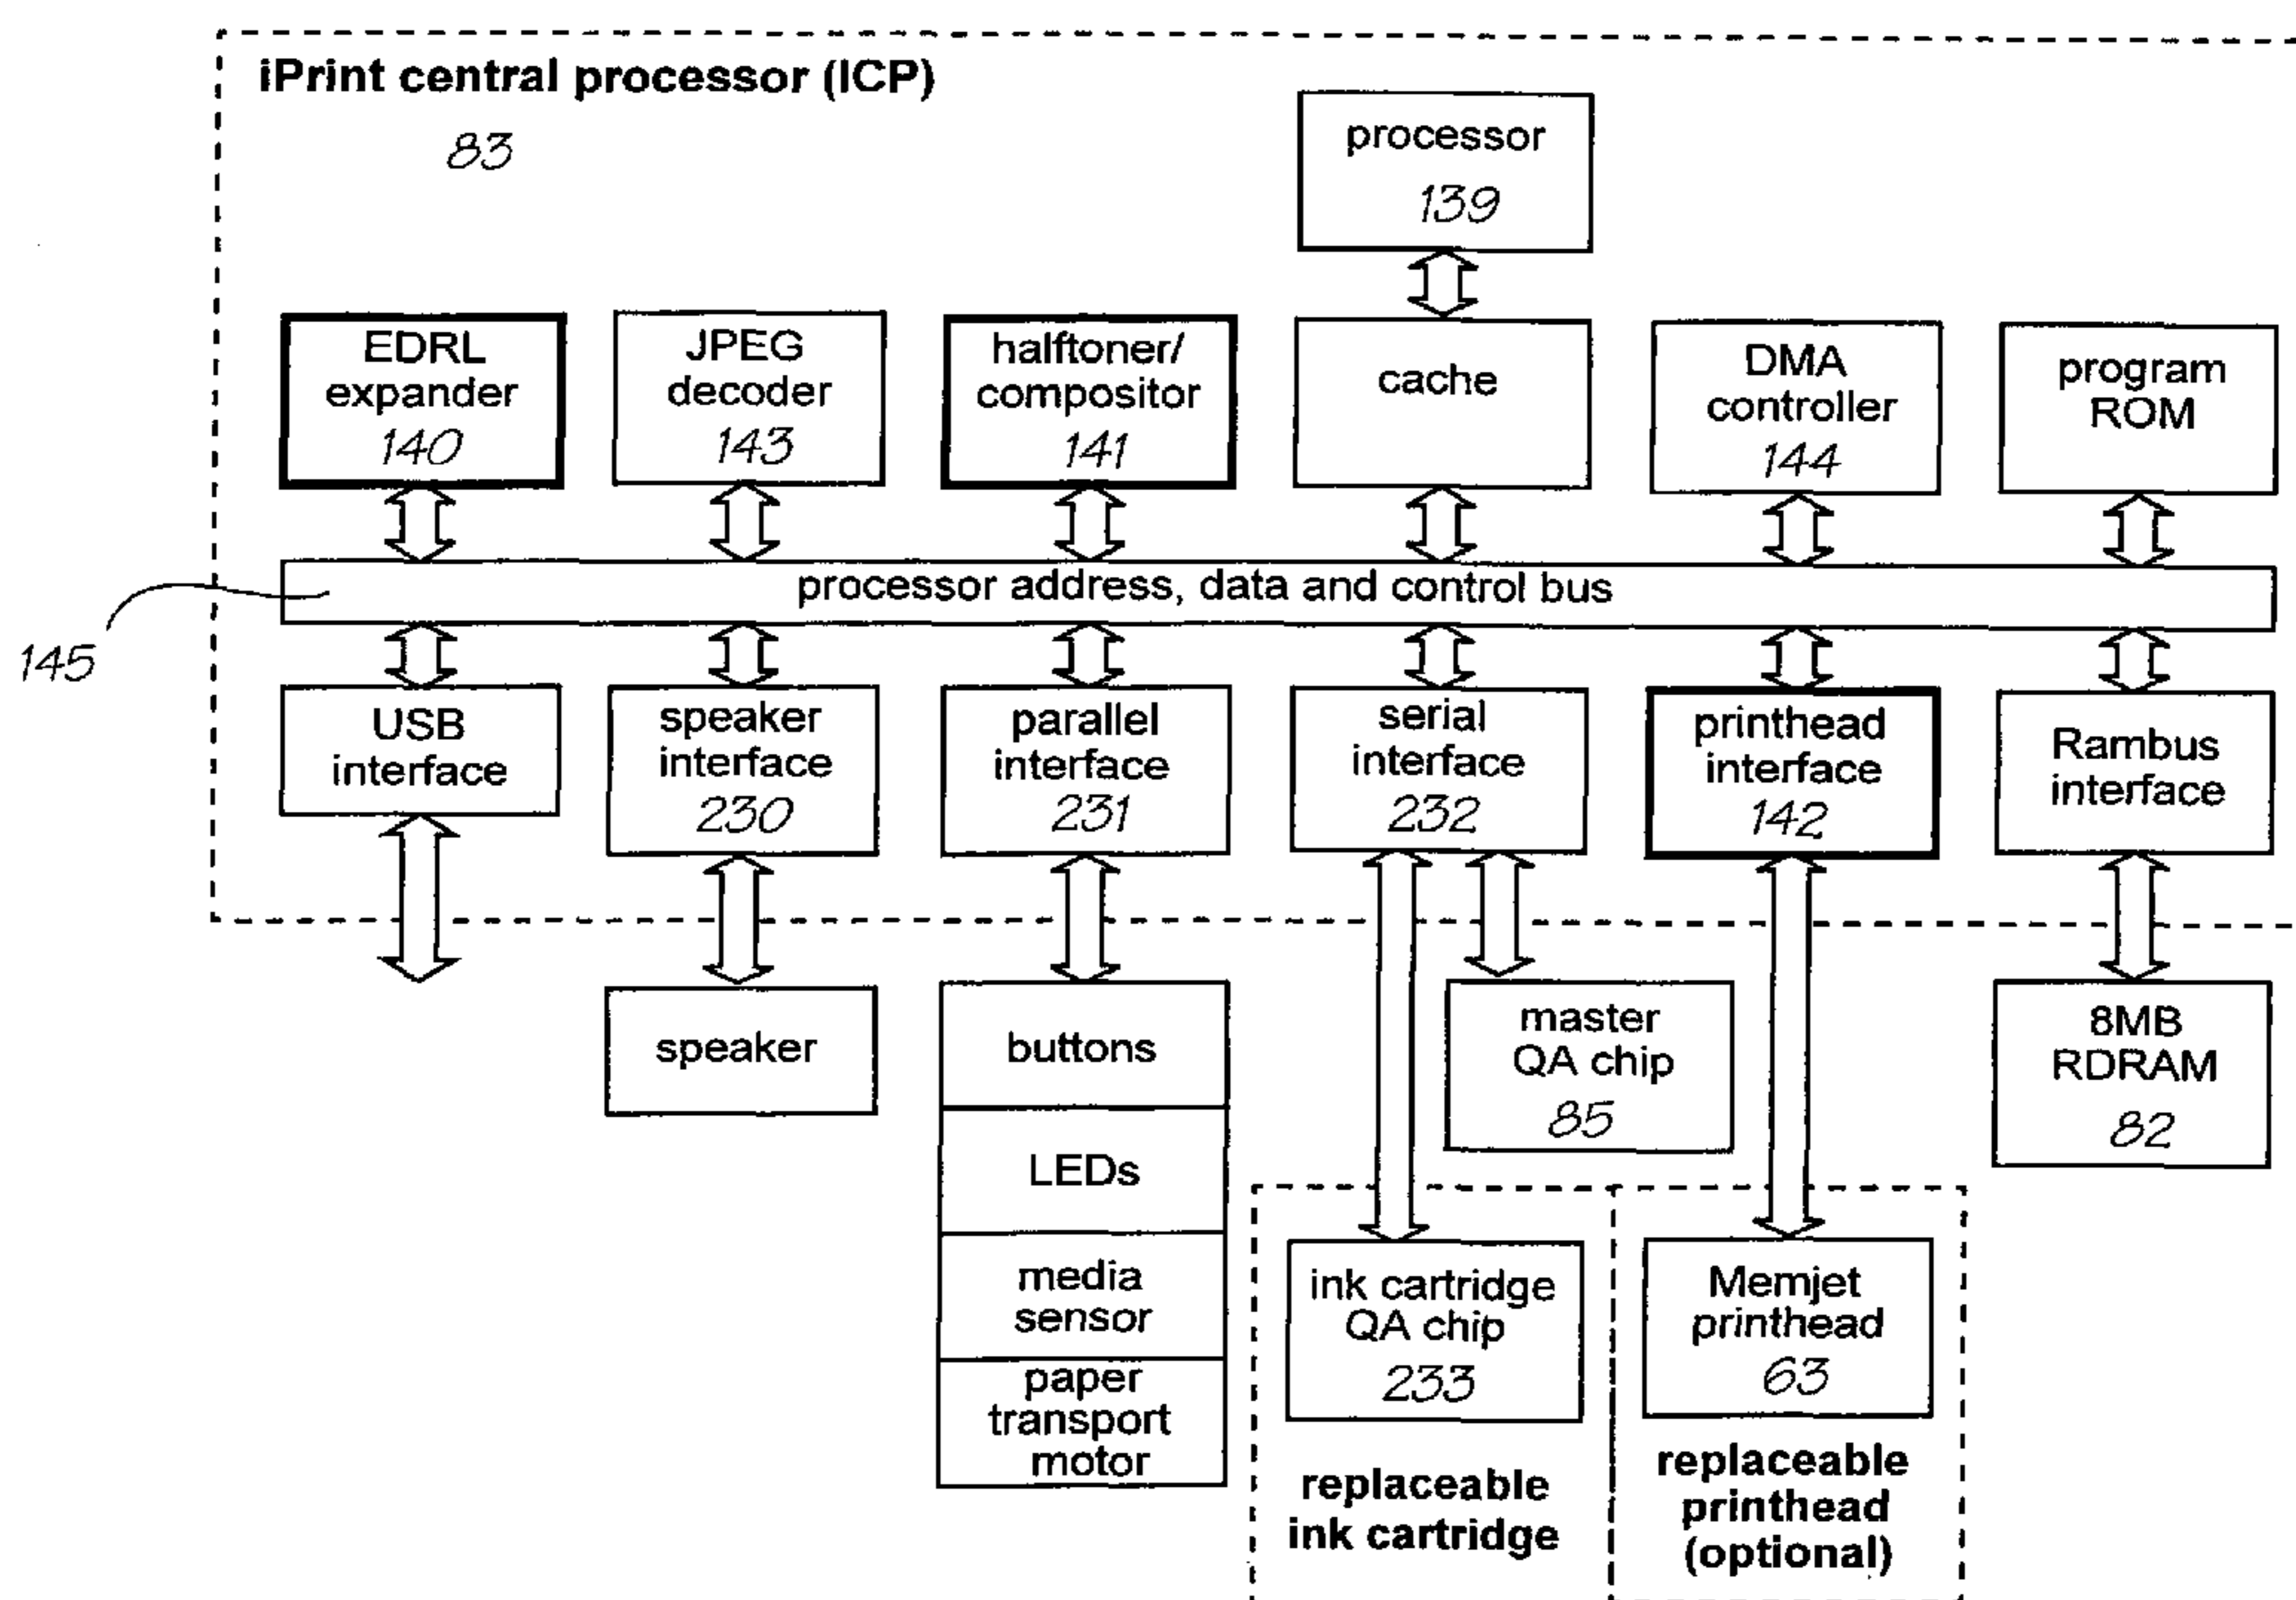 iPrint central processor (ICP)
83
processor
139
EDRL
expander
140
JPEG
decoder
143
halftoner/
compositor
141
cache
DMA
controller
144
program
ROM
processor address, data and control bus
145
USB
interface
speaker
interface
230
parallel
interface
231
serial
interface
232
printhead
interface
142
Rambus
interface
speaker
buttons
LEDs
media
sensor
paper
transport
motor
master
QA chip
85
8MB
RDRAM
82
ink cartridge
QA chip
233
replaceable
ink cartridge
Memjet
printhead
63
replaceable
printhead
(optional)